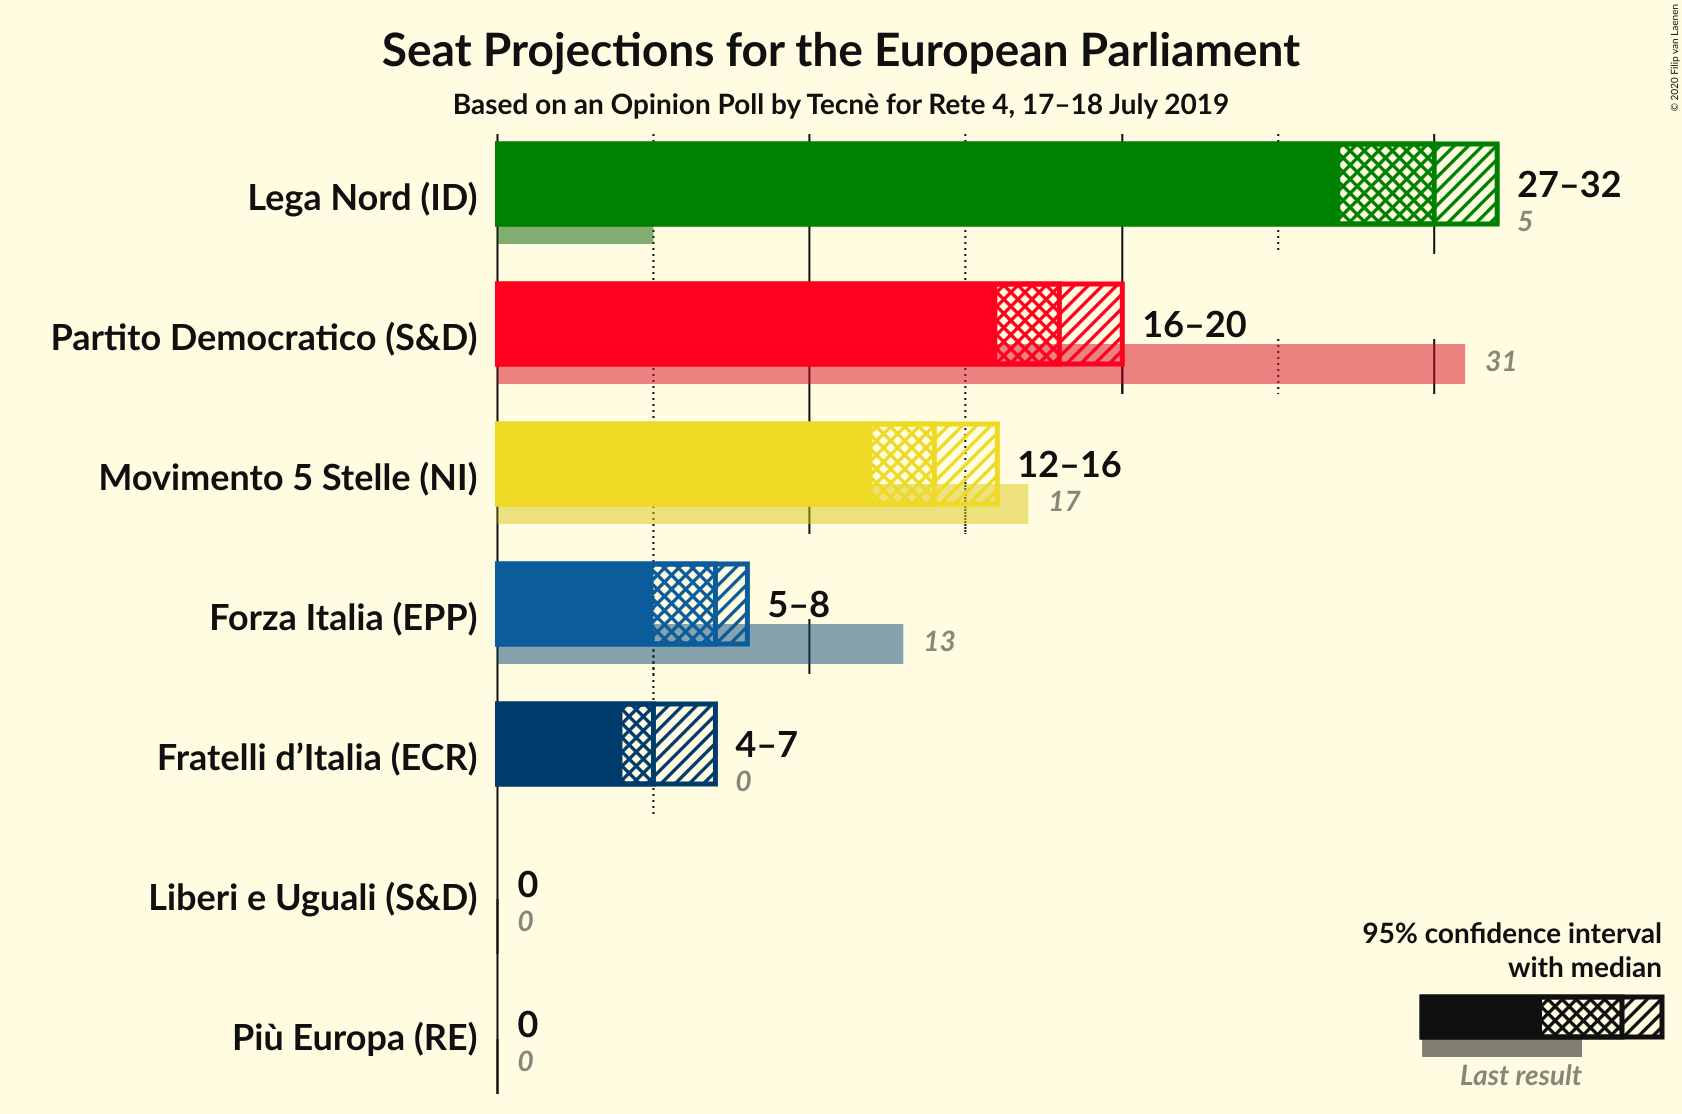 Seat Projections for the European Parliament
Based on an Opinion Poll by Tecnè for Rete 4, 17–18 July 2019
© 2020 Filip van Laenen
Lega Nord (ID)
27–32
5
Partito Democratico (S&D)
16–20
31
Movimento 5 Stelle (NI)
12–16
17
Forza Italia (EPP)
5–8
13
Fratelli d’Italia (ECR)
4–7
0
Liberi e Uguali (S&D)
0
0
Più Europa (RE)
0
0
95% confidence interval
with median
Last result